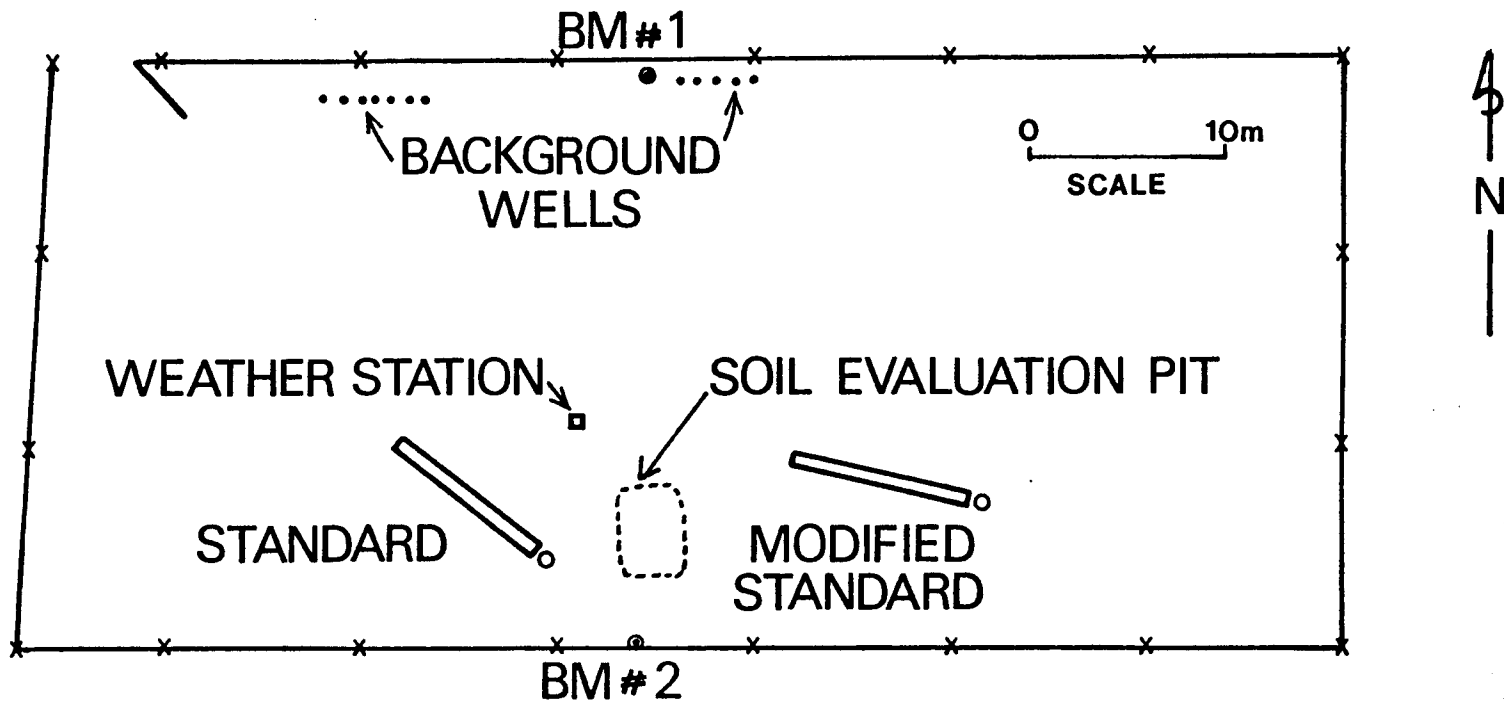 BM#1
0 10m
SCALE
BACKGROUND
WELLS
N
WEATHER STATION
SOIL EVALUATION PIT
STANDARD
MODIFIED
STANDARD
BM#2